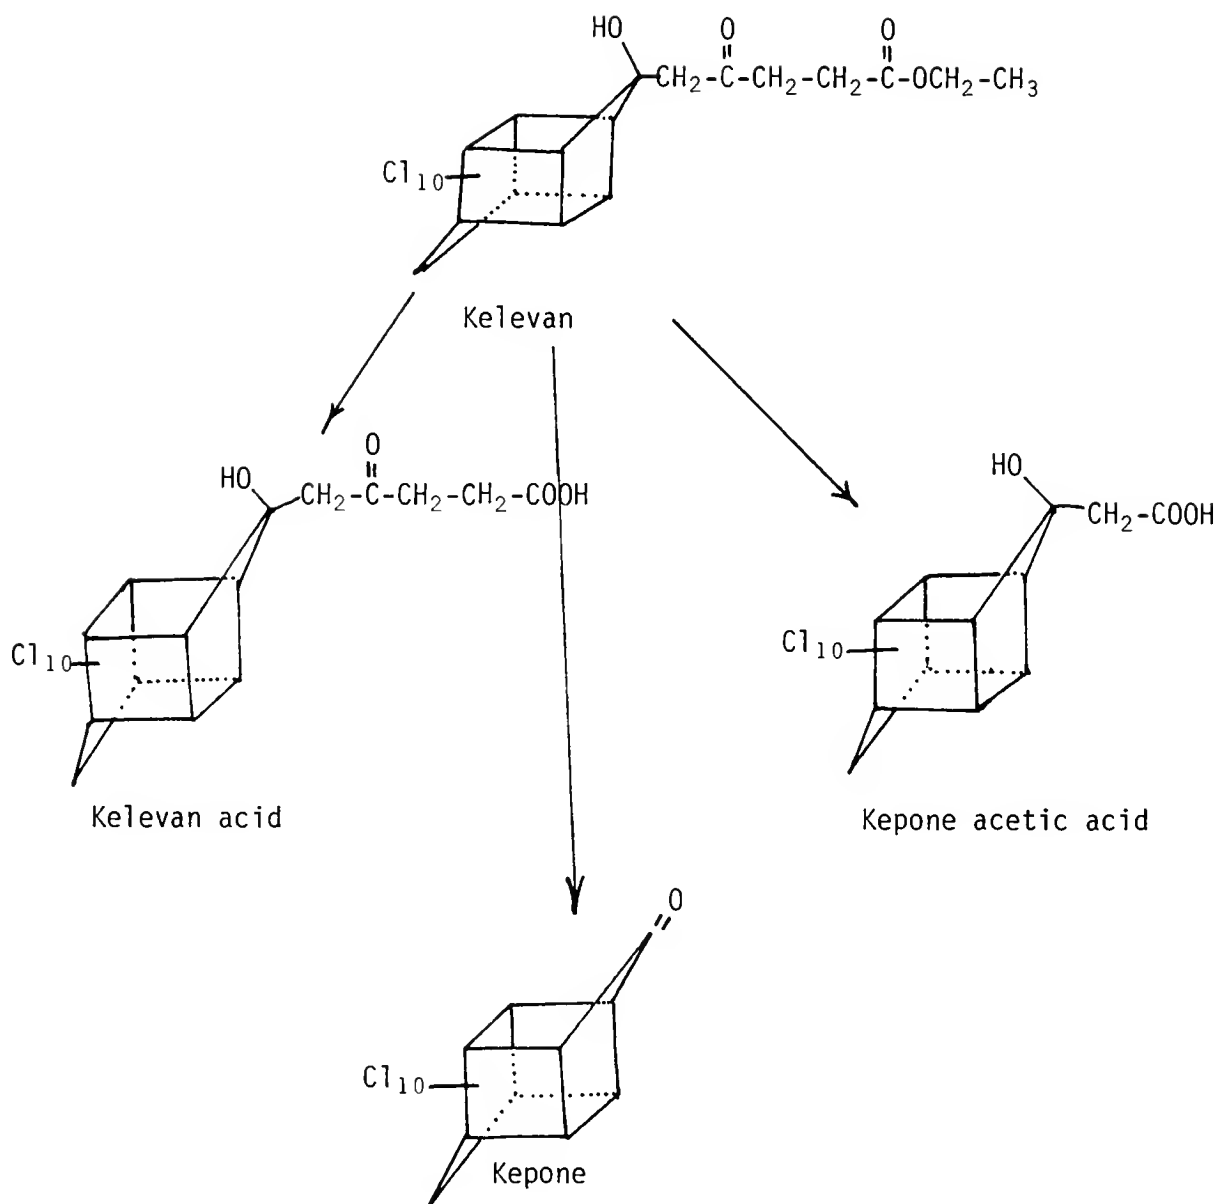 HO
O
O
CH₂-C-CH₂-CH₂-C-OCH₂-CH₃
Cl₁₀
Kelevan
O
HO
CH₂-C-CH₂-CH₂-COOH
Cl₁₀
Kelevan acid
HO
CH₂-COOH
Cl₁₀
Kepone acetic acid
O
Cl₁₀
Kepone